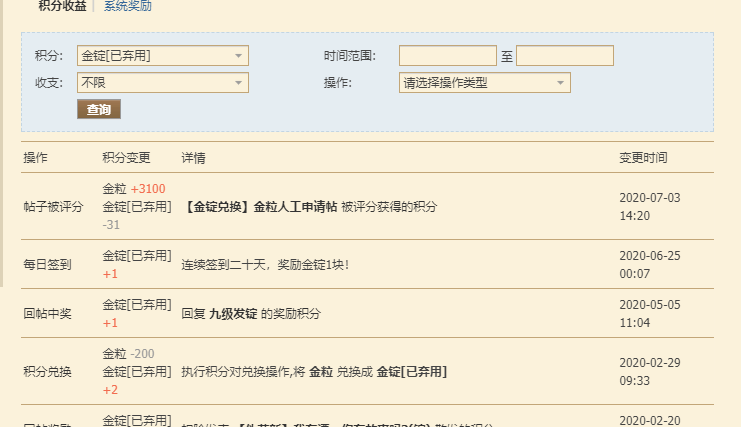 积分收益 | 系统奖励
积分: 金锭[已弃用] 时间范围: 至
收支: 不限 操作: 请选择操作类型
查询
操作 积分变更 详情 变更时间
帖子被评分 金粒 +3100 金锭[已弃用] -31 【金锭兑换】金粒人工申请帖 被评分获得的积分 2020-07-03 14:20
每日签到 金锭[已弃用] +1 连续签到二十天，奖励金锭1块！ 2020-06-25 00:07
回帖中奖 金锭[已弃用] +1 回复 九级发锭 的奖励积分 2020-05-05 11:04
积分兑换 金粒 -200 金锭[已弃用] +2 执行积分对兑换操作,将 金粒 兑换成 金锭[已弃用] 2020-02-29 09:33
金锭[已弃用] 2020-02-20